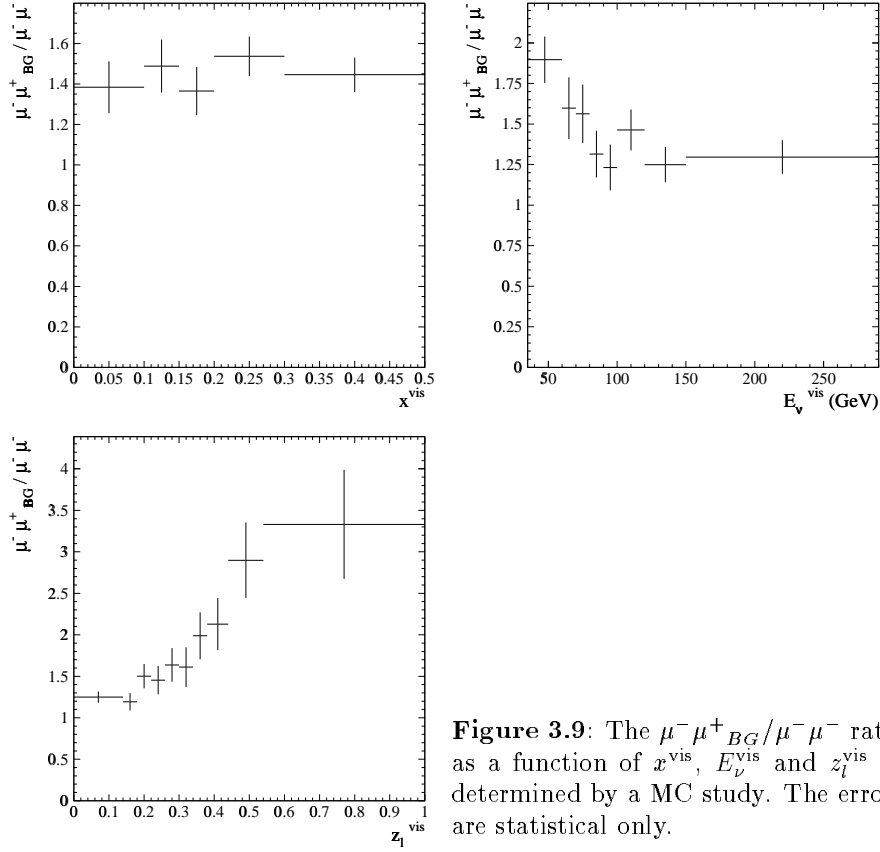 μ⁻μ⁺BG / μ⁻μ⁻
1.6
1.4
1.2
1
0.8
0.6
0.4
0.2
0
0 0.05 0.1 0.15 0.2 0.25 0.3 0.35 0.4 0.45 0.5
x^vis
μ⁻μ⁺BG / μ⁻μ⁻
2
1.75
1.5
1.25
1
0.75
0.5
0.25
0
50 100 150 200 250
E_ν^vis (GeV)
μ⁻μ⁺BG / μ⁻μ⁻
4
3.5
3
2.5
2
1.5
1
0.5
0
0 0.1 0.2 0.3 0.4 0.5 0.6 0.7 0.8 0.9 1
z_l^vis
Figure 3.9: The μ⁻μ⁺_BG/μ⁻μ⁻ rat
as a function of x^vis, E_ν^vis and z_l^vis
determined by a MC study. The erro
are statistical only.